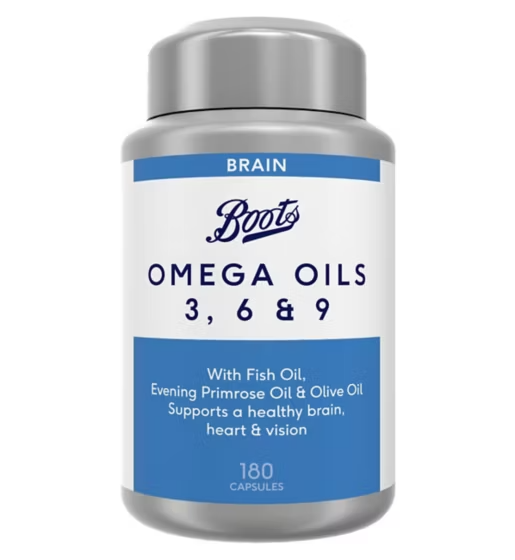 BRAIN
Boots
OMEGA OILS
3, 6 & 9
With Fish Oil,
Evening Primrose Oil & Olive Oil
Supports a healthy brain,
heart & vision
180
CAPSULES